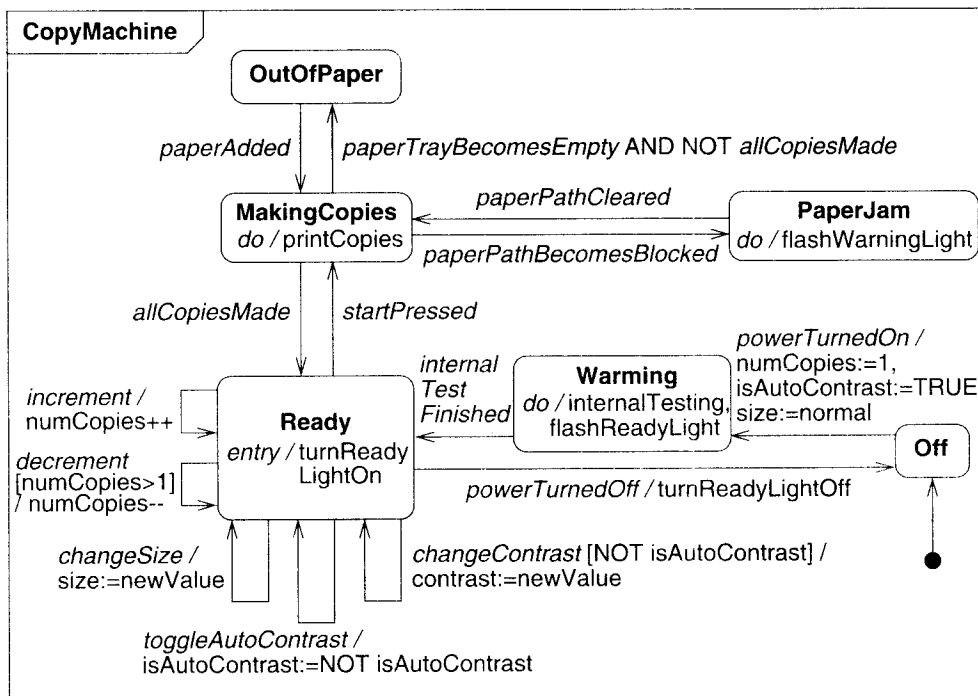 CopyMachine
OutOfPaper
paperAdded
paperTrayBecomesEmpty AND NOT allCopiesMade
MakingCopies
do / printCopies
paperPathCleared
paperPathBecomesBlocked
PaperJam
do / flashWarningLight
allCopiesMade
startPressed
increment /
numCopies++
decrement
[numCopies>1]
/ numCopies--
Ready
entry / turnReady
LightOn
internal
Test
Finished
Warming
do / internalTesting,
flashReadyLight
powerTurnedOn /
numCopies:=1,
isAutoContrast:=TRUE
size:=normal
Off
powerTurnedOff / turnReadyLightOff
changeSize /
size:=newValue
changeContrast [NOT isAutoContrast] /
contrast:=newValue
toggleAutoContrast /
isAutoContrast:=NOT isAutoContrast